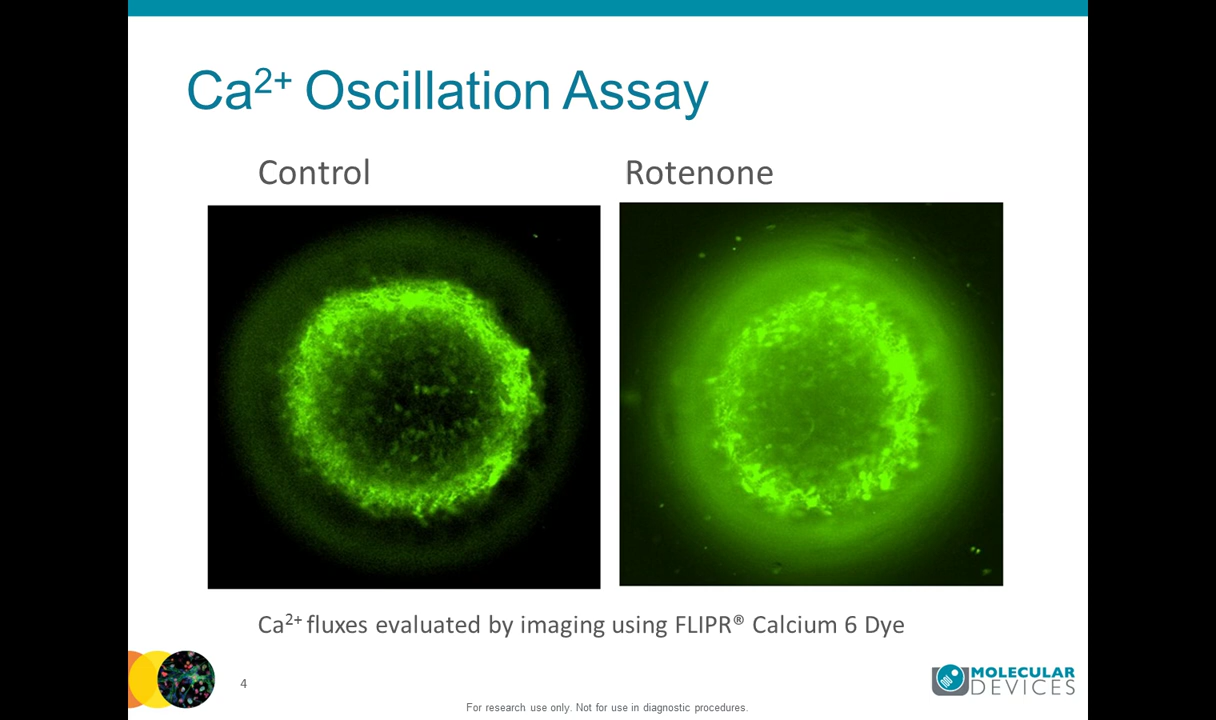 Ca²⁺ Oscillation Assay
Control
Rotenone
Ca²⁺ fluxes evaluated by imaging using FLIPR® Calcium 6 Dye
4
MOLECULAR
DEVICES
For research use only. Not for use in diagnostic procedures.